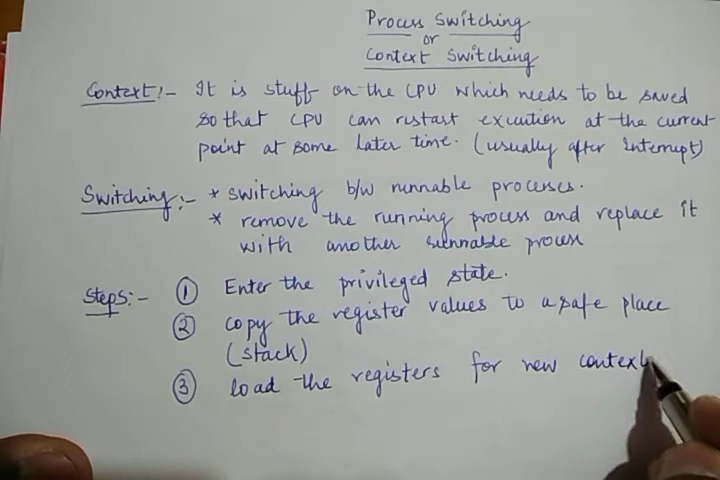 Process Switching
or
Context Switching
Context:- It is stuff on the CPU which needs to be saved
so that CPU can restart execution at the current
point at some later time. (usually after interrupt)
Switching:- * switching b/w runnable processes.
* remove the running process and replace it
with another runnable process
Steps:- ① Enter the privileged state.
② copy the register values to a safe place
(stack)
③ load the registers for new context